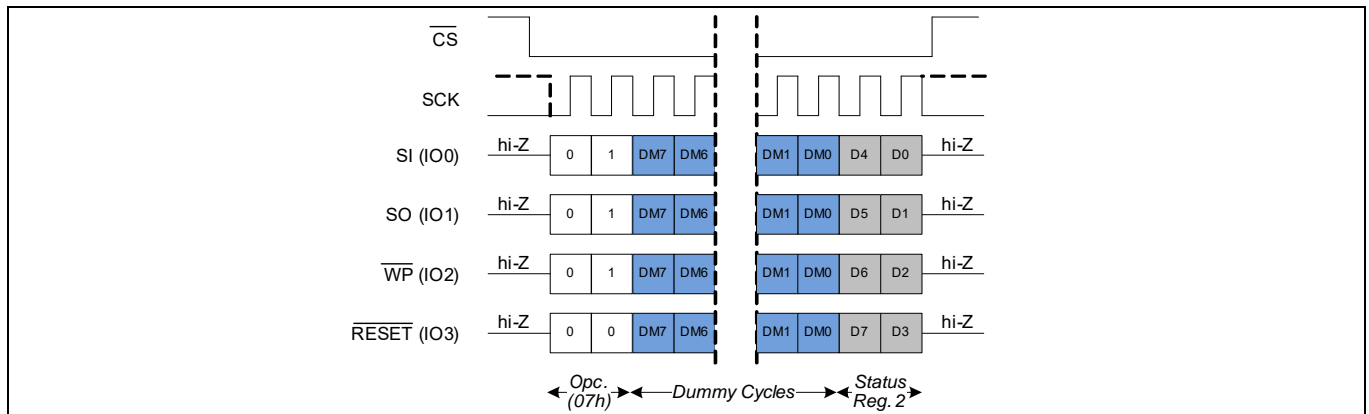 CS
SCK
SI (IO0) hi-Z 0 1 DM7 DM6 DM1 DM0 D4 D0 hi-Z
SO (IO1) hi-Z 0 1 DM7 DM6 DM1 DM0 D5 D1 hi-Z
WP (IO2) hi-Z 0 1 DM7 DM6 DM1 DM0 D6 D2 hi-Z
RESET (IO3) hi-Z 0 0 DM7 DM6 DM1 DM0 D7 D3 hi-Z
Opc. Dummy Cycles Status
(07h) Reg. 2